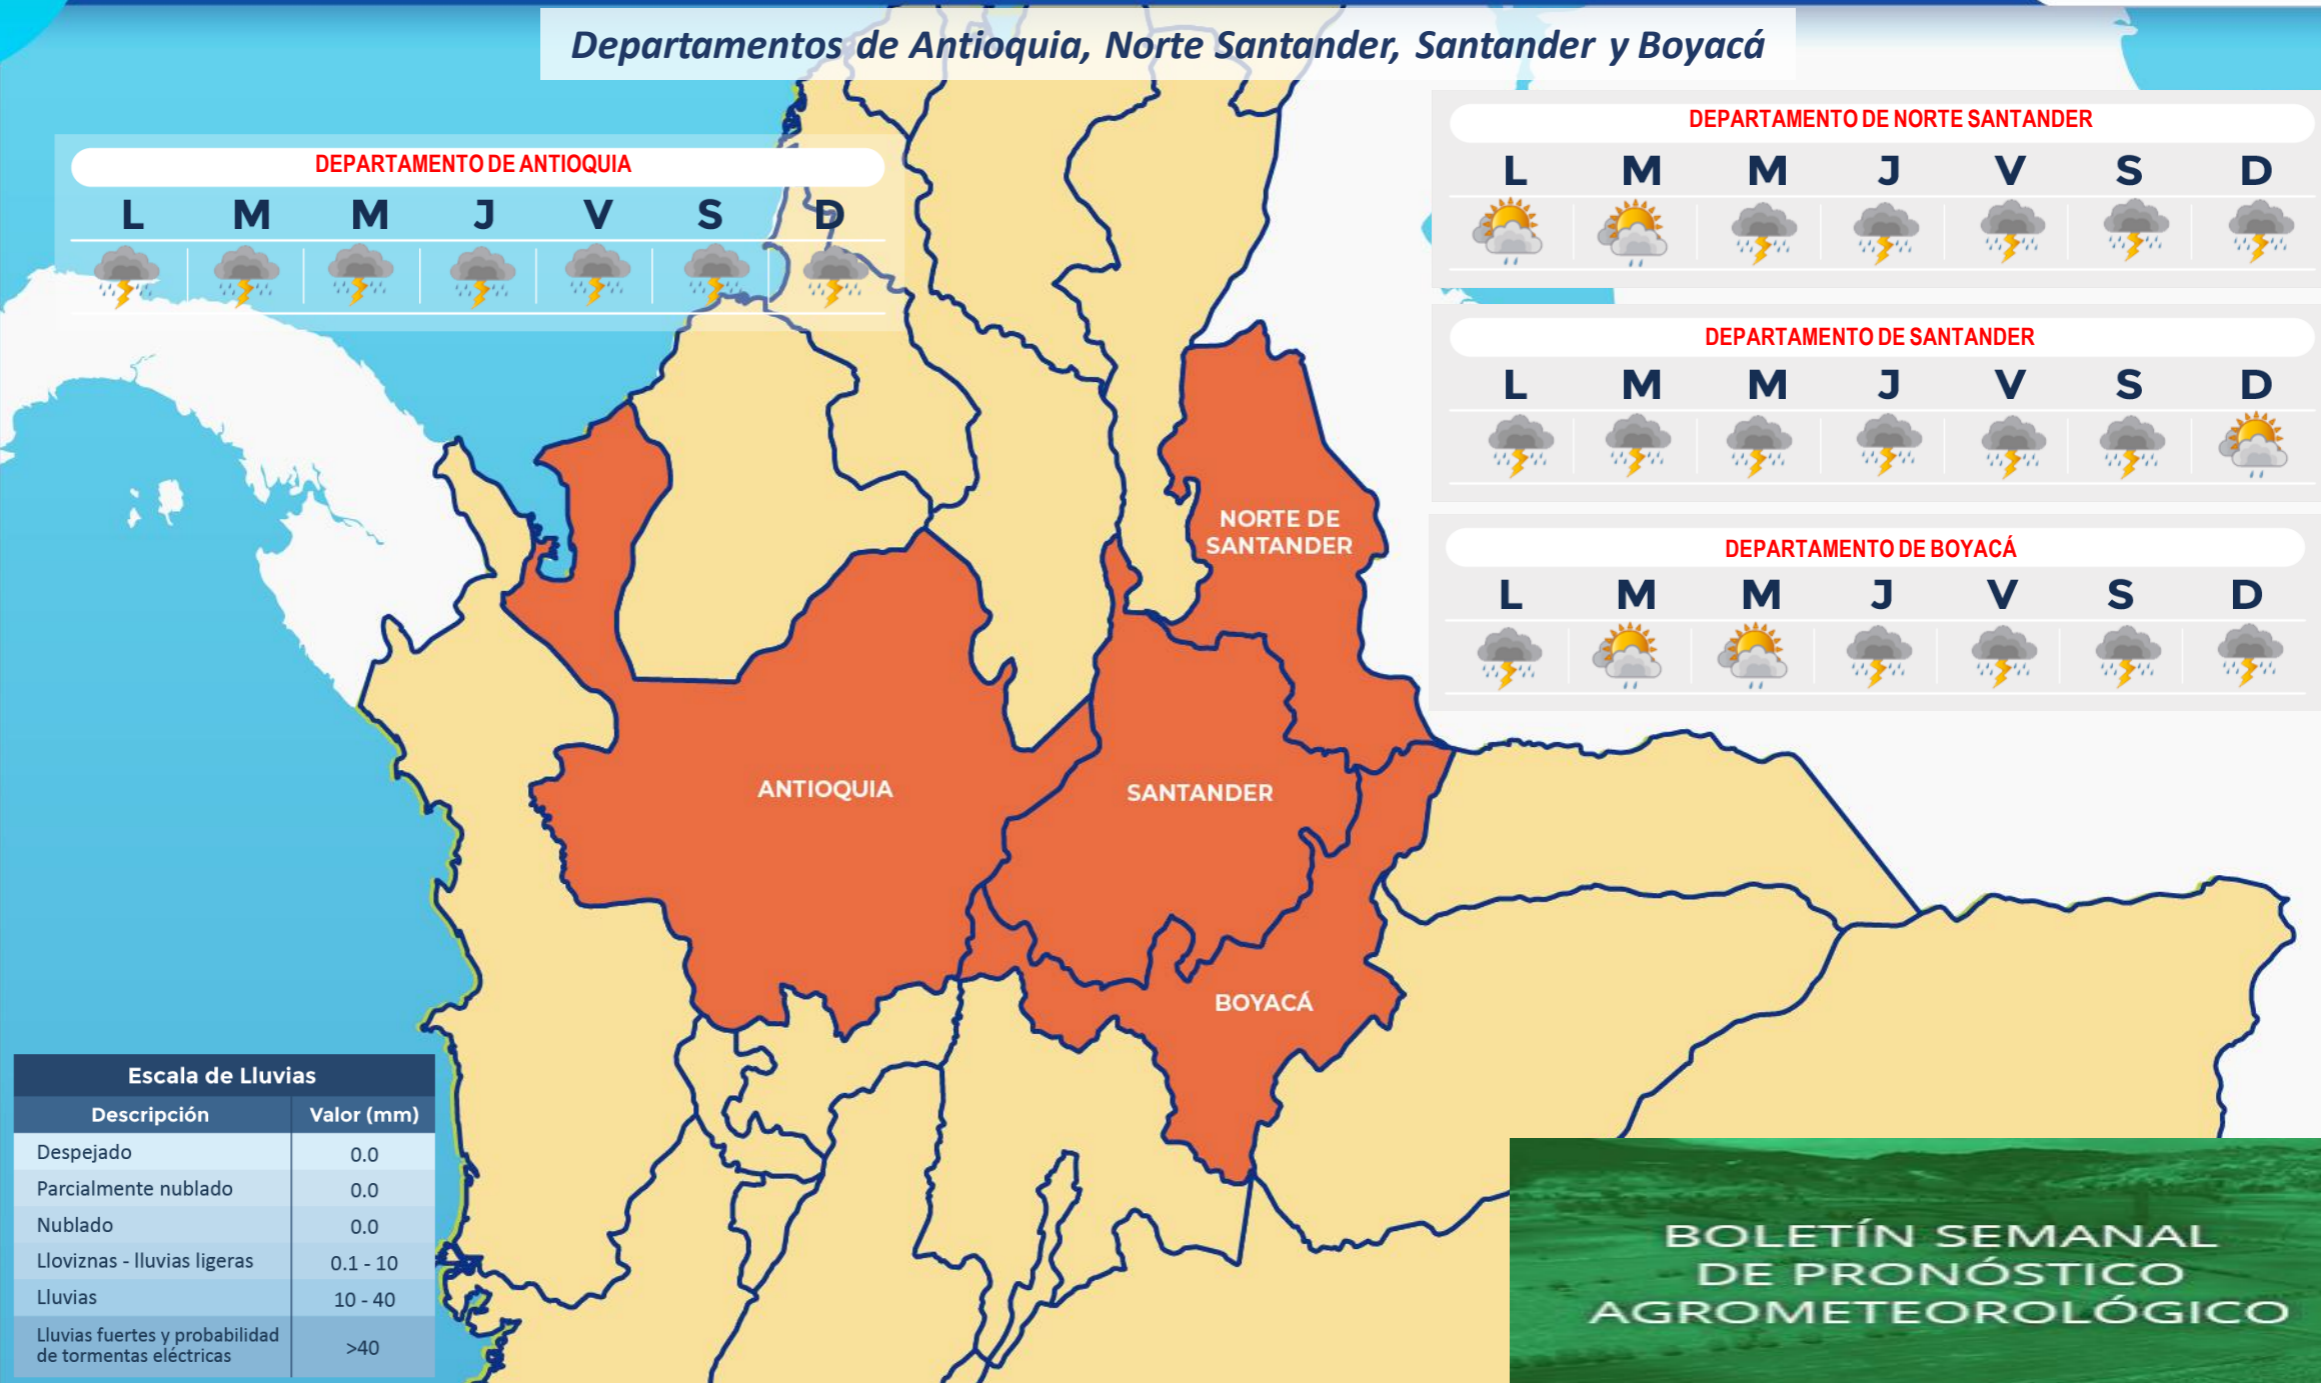 Departamentos de Antioquia, Norte Santander, Santander y Boyacá
DEPARTAMENTO DE ANTIOQUIA
L M M J V S D
DEPARTAMENTO DE NORTE SANTANDER
L M M J V S D
DEPARTAMENTO DE SANTANDER
L M M J V S D
DEPARTAMENTO DE BOYACÁ
L M M J V S D
NORTE DE
SANTANDER
ANTIOQUIA
SANTANDER
BOYACÁ
Escala de Lluvias
Descripción Valor (mm)
Despejado 0.0
Parcialmente nublado 0.0
Nublado 0.0
Lloviznas - lluvias ligeras 0.1 - 10
Lluvias 10 - 40
Lluvias fuertes y probabilidad
de tormentas eléctricas >40
BOLETÍN SEMANAL
DE PRONÓSTICO
AGROMETEOROLÓGICO